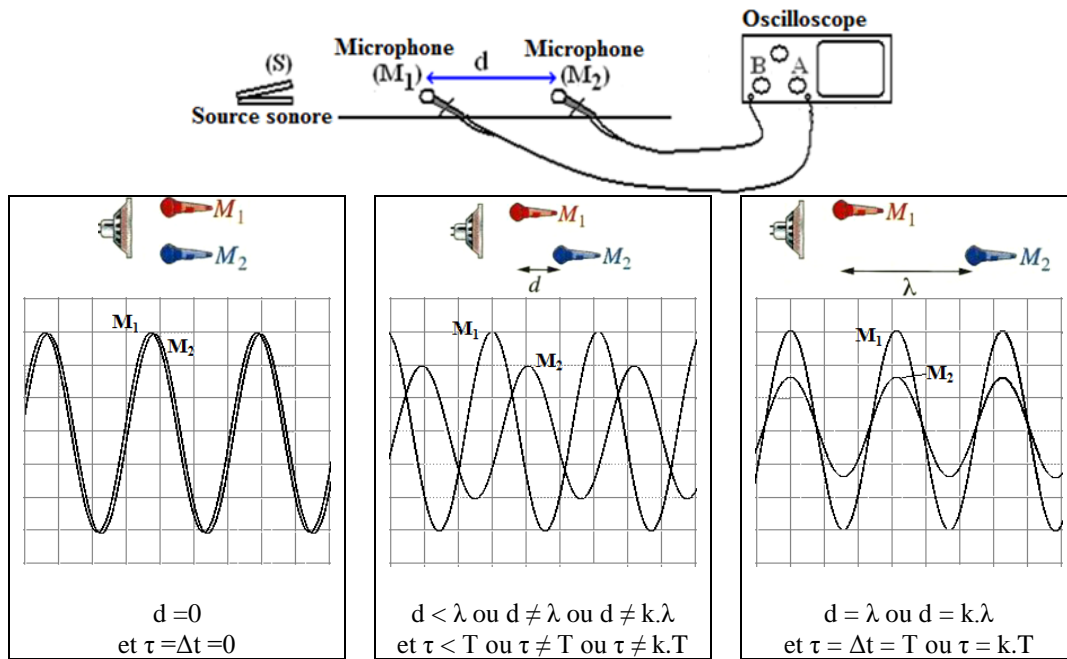 Oscilloscope
Microphone
(M₁)
d
Microphone
(M₂)
B
A
(S)
Source sonore
M₁
M₂
M₁
M₂
d =0
et τ =Δt =0
M₁
M₂
d
M₁
M₂
d < λ ou d ≠ λ ou d ≠ k.λ
et τ < T ou τ ≠ T ou τ ≠ k.T
M₁
M₂
λ
M₁
M₂
d = λ ou d = k.λ
et τ = Δt = T ou τ = k.T